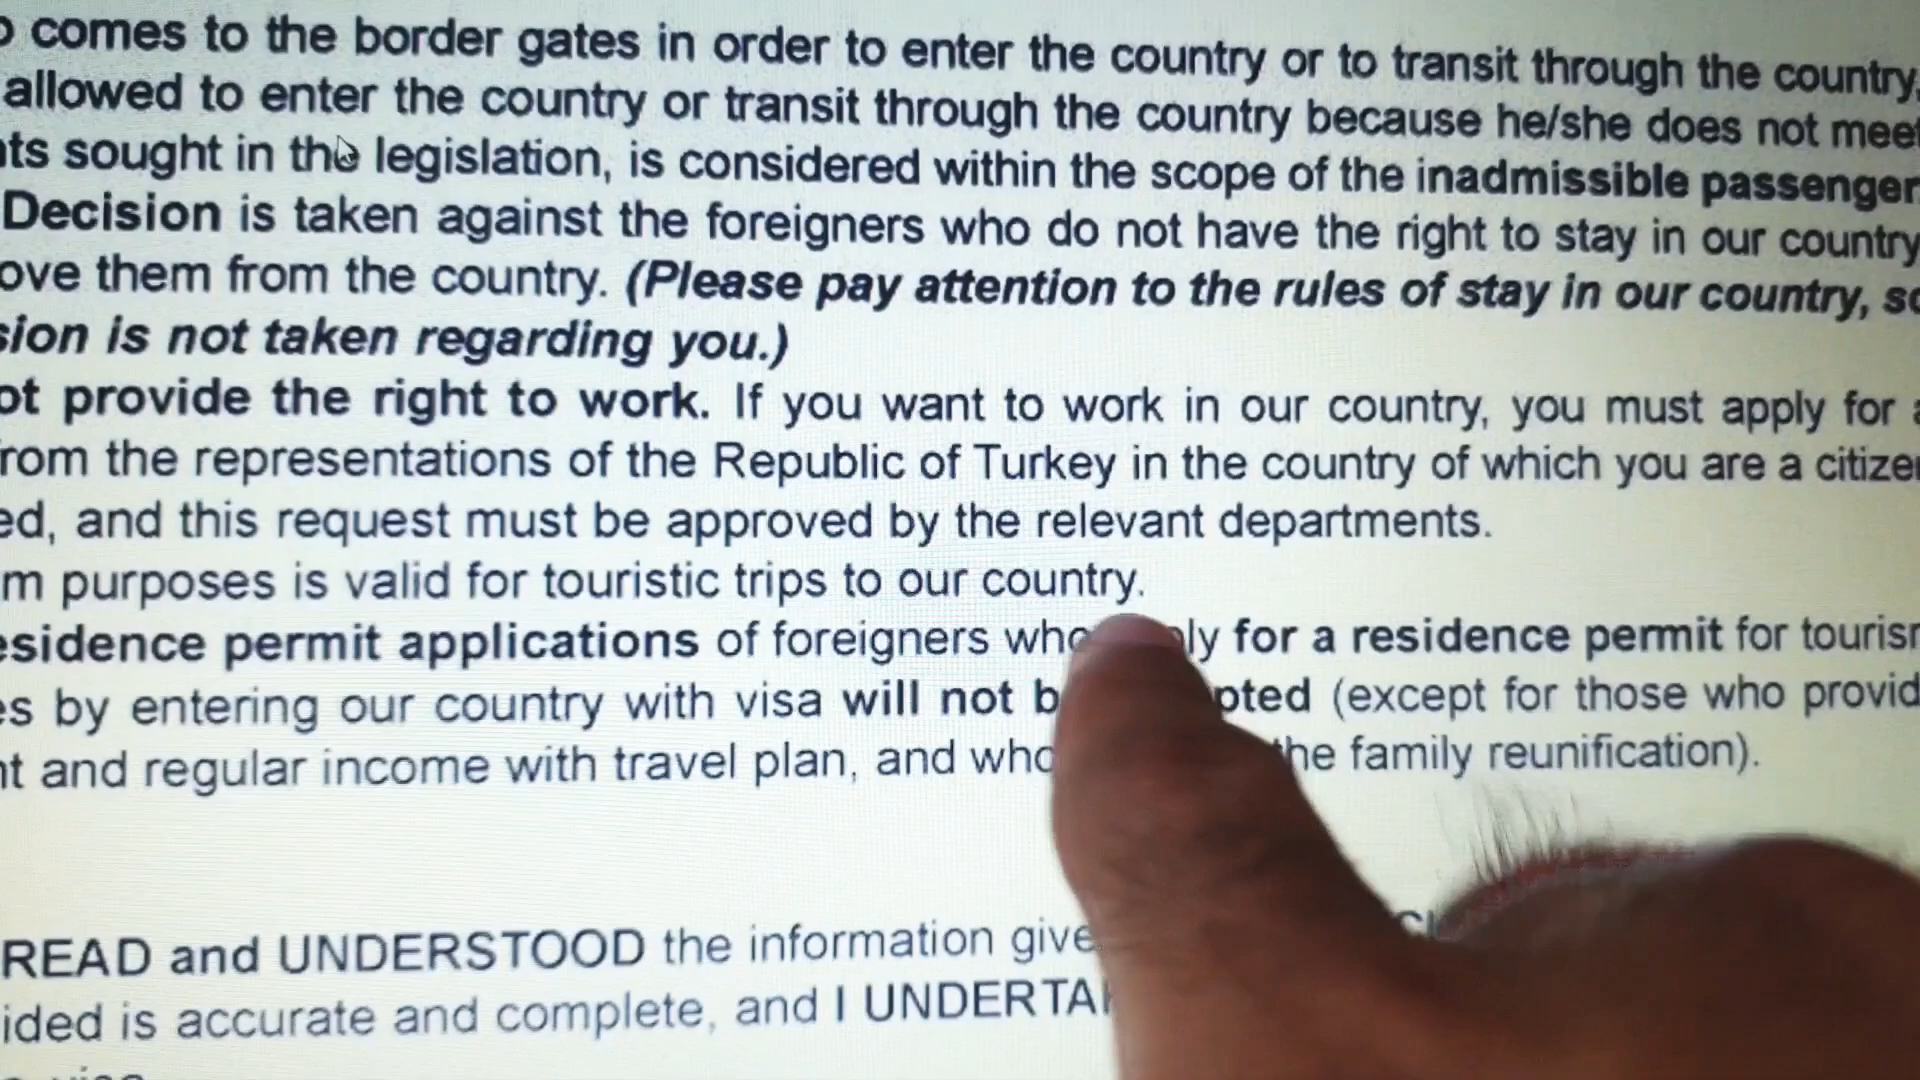 comes to the border gates in order to enter the country or to transit through the country,
allowed to enter the country or transit through the country because he/she does not meet
nts sought in the legislation, is considered within the scope of the inadmissible passenger
Decision is taken against the foreigners who do not have the right to stay in our country
ove them from the country. (Please pay attention to the rules of stay in our country, so
sion is not taken regarding you.)
ot provide the right to work. If you want to work in our country, you must apply for a
rom the representations of the Republic of Turkey in the country of which you are a citizen
ed, and this request must be approved by the relevant departments.
m purposes is valid for touristic trips to our country.
esidence permit applications of foreigners who ly for a residence permit for tourism
es by entering our country with visa will not b pted (except for those who provid
nt and regular income with travel plan, and who the family reunification).
READ and UNDERSTOOD the information give
ided is accurate and complete, and I UNDERTA